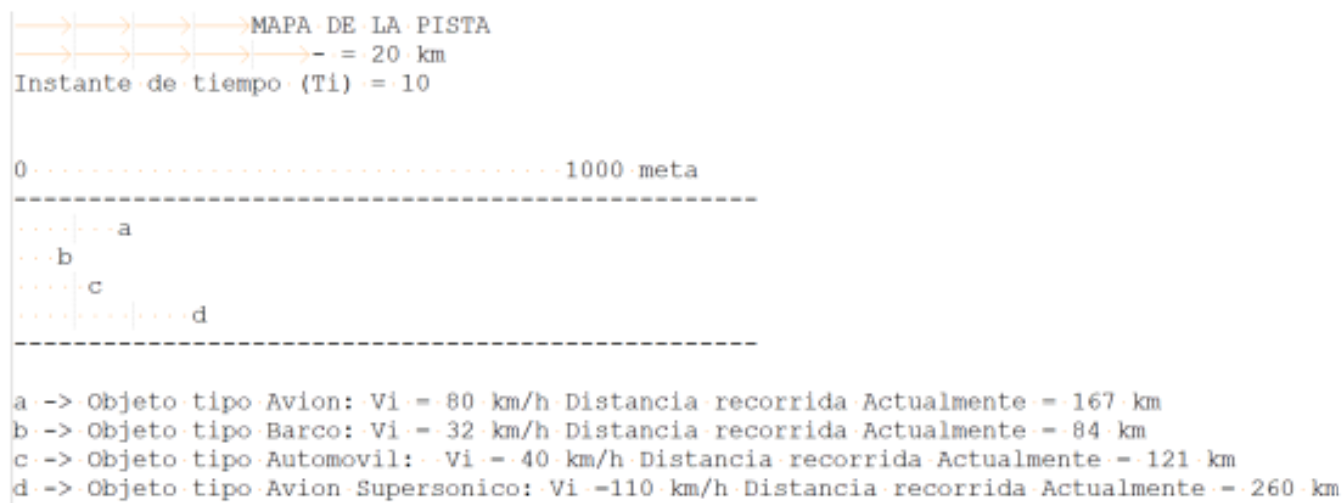 MAPA DE LA PISTA
- = 20 km
Instante de tiempo (Ti) = 10
0 1000 meta
--------------------------------------------------
a
b
c
d
--------------------------------------------------
a -> Objeto tipo Avion: Vi = 80 km/h Distancia recorrida Actualmente = 167 km
b -> Objeto tipo Barco: Vi = 32 km/h Distancia recorrida Actualmente = 84 km
c -> Objeto tipo Automovil: Vi = 40 km/h Distancia recorrida Actualmente = 121 km
d -> Objeto tipo Avion Supersonico: Vi =110 km/h Distancia recorrida Actualmente = 260 km